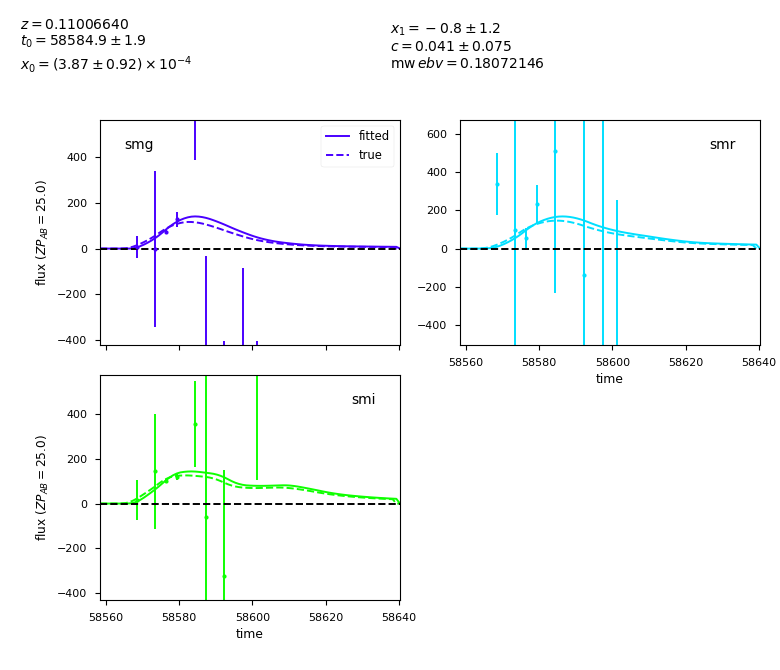 z = 0.11006640
t₀ = 58584.9 ± 1.9
x₀ = (3.87 ± 0.92) × 10⁻⁴
x₁ = − 0.8 ± 1.2
c = 0.041 ± 0.075
mw ebv = 0.18072146
smg
fitted
true
400
200
0
−200
−400
flux (ZP_AB = 25.0)
smr
600
400
200
0
−200
−400
58560 58580 58600 58620 58640
time
smi
400
200
0
−200
−400
flux (ZP_AB = 25.0)
58560 58580 58600 58620 58640
time